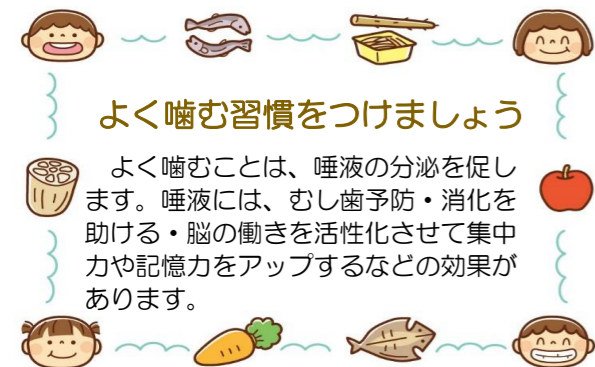 よく噛む習慣をつけましょう
　よく噛むことは、唾液の分泌を促し
ます。唾液には、むし歯予防・消化を
助ける・脳の働きを活性化させて集中
力や記憶力をアップするなどの効果が
あります。